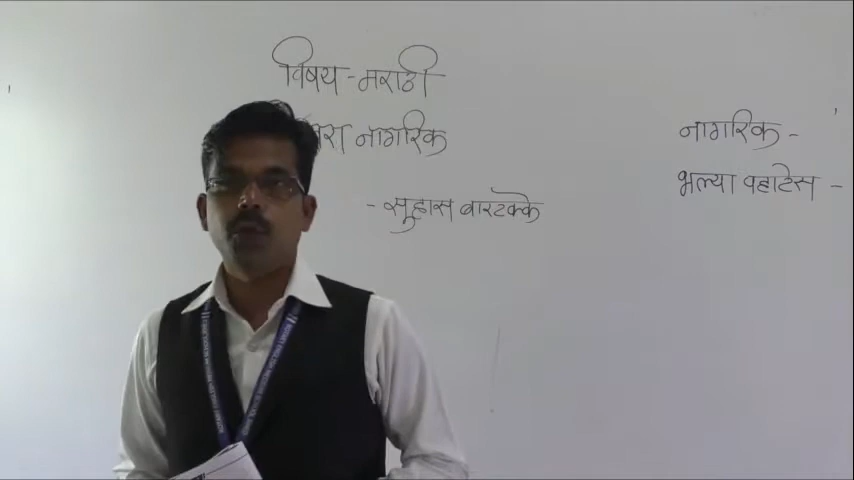 विषय-मराठी
नागरिक
- सुहास बारटक्के
नागरिक -
भल्या पहाटेस -